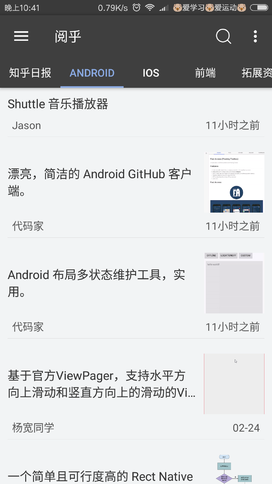 晚上10:41
0.79K/s
🐶爱学习🐶爱运动🐶
阅乎
知乎日报
ANDROID
IOS
前端
拓展资
Shuttle 音乐播放器
Jason
11小时之前
漂亮，简洁的 Android GitHub 客户
端。
代码家
11小时之前
Android 布局多状态维护工具，实
用。
代码家
11小时之前
基于官方ViewPager，支持水平方
向上滑动和竖直方向上的滑动的Vi...
杨宽同学
02-24
一个简单且可行度高的 Rect Native